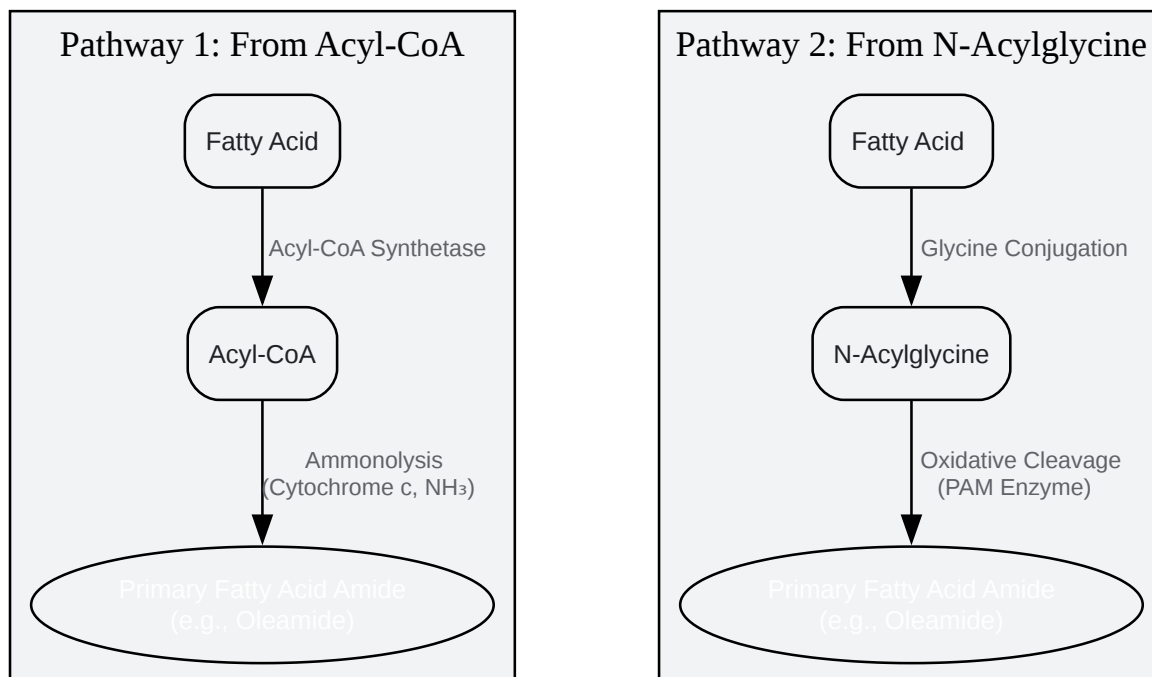 Pathway 1: From Acyl-CoA
Fatty Acid
Acyl-CoA Synthetase
Acyl-CoA
Ammonolysis
(Cytochrome c, NH₃)
Primary Fatty Acid Amide
(e.g., Oleamide)
Pathway 2: From N-Acylglycine
Fatty Acid
Glycine Conjugation
N-Acylglycine
Oxidative Cleavage
(PAM Enzyme)
Primary Fatty Acid Amide
(e.g., Oleamide)